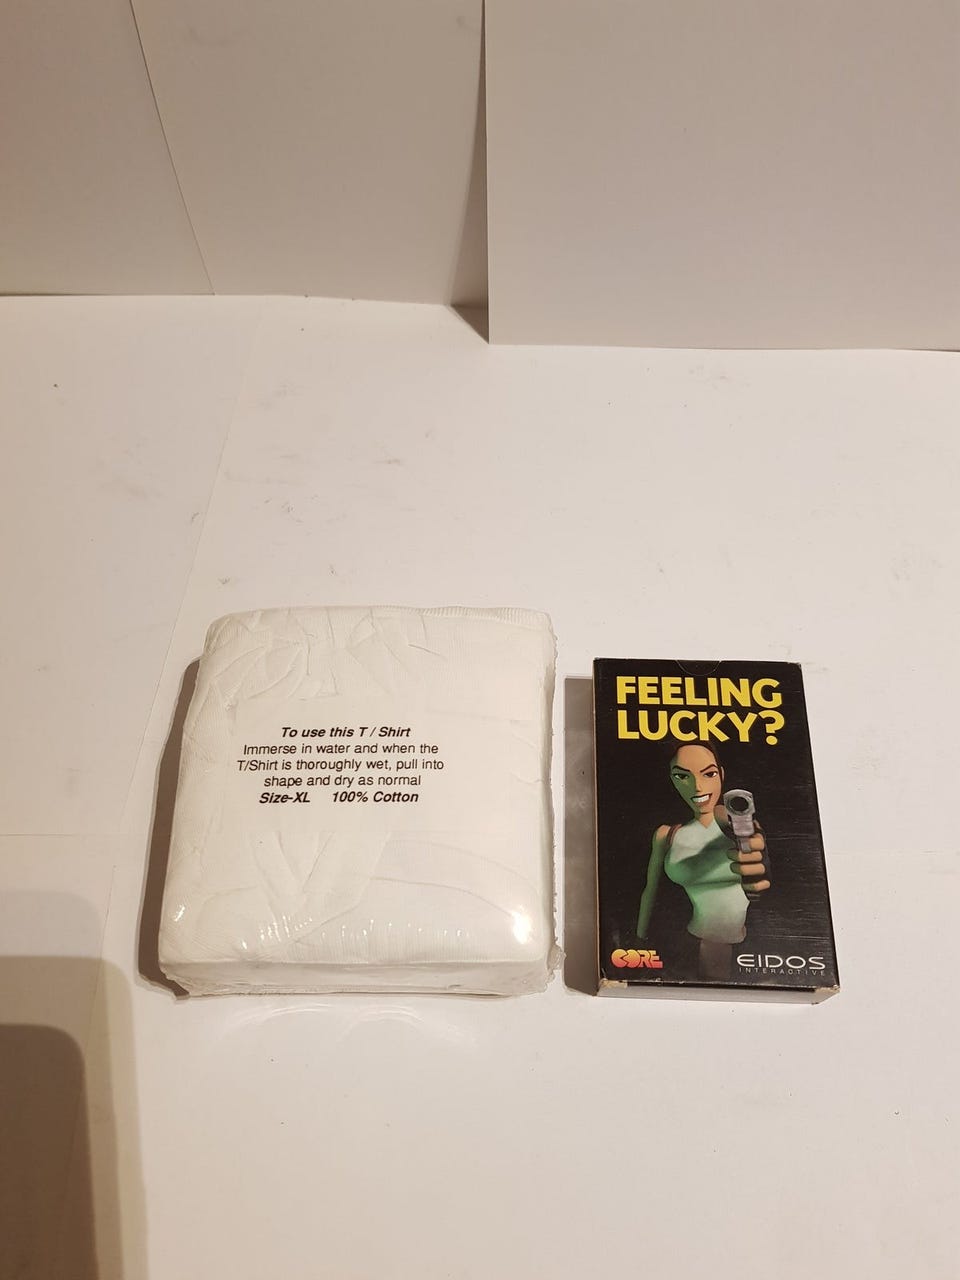 To use this T / Shirt
Immerse in water and when the
T/Shirt is thoroughly wet, pull into
shape and dry as normal
Size-XL 100% Cotton
FEELING
LUCKY?
CORE
EIDOS
INTERACTIVE